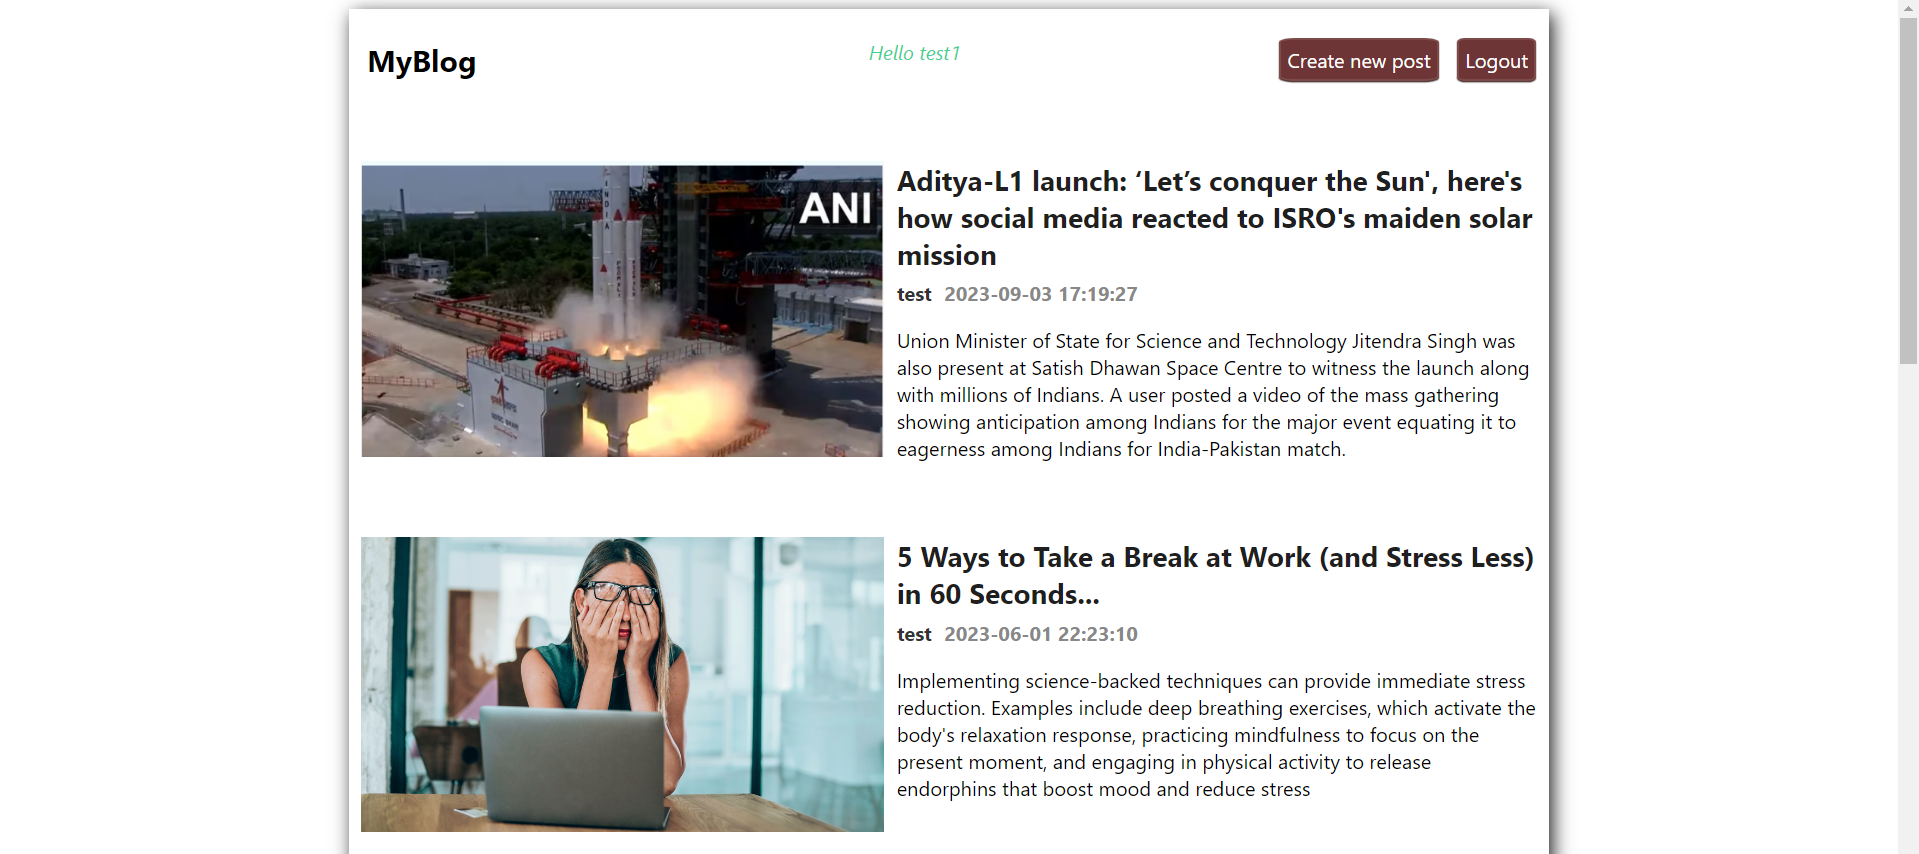 MyBlog
Hello test1
Create new post
Logout
ANI
INDIA
Aditya-L1 launch: ‘Let’s conquer the Sun', here's
how social media reacted to ISRO's maiden solar
mission
test 2023-09-03 17:19:27
Union Minister of State for Science and Technology Jitendra Singh was
also present at Satish Dhawan Space Centre to witness the launch along
with millions of Indians. A user posted a video of the mass gathering
showing anticipation among Indians for the major event equating it to
eagerness among Indians for India-Pakistan match.
5 Ways to Take a Break at Work (and Stress Less)
in 60 Seconds...
test 2023-06-01 22:23:10
Implementing science-backed techniques can provide immediate stress
reduction. Examples include deep breathing exercises, which activate the
body's relaxation response, practicing mindfulness to focus on the
present moment, and engaging in physical activity to release
endorphins that boost mood and reduce stress